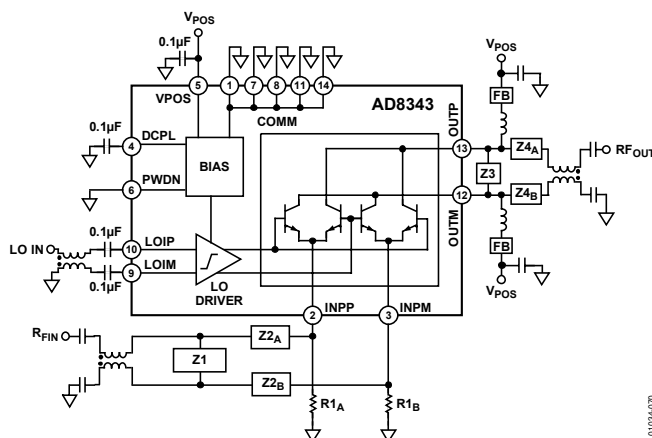 VPOS
0.1µF
VPOS
5
1
7
8
11
14
VPOS
COMM
AD8343
FB
0.1µF
DCPL
4
BIAS
OUTP
13
Z4A
RFOUT
Z3
PWDN
6
12
Z4B
OUTM
0.1µF
LO IN
LOIP
10
LOIM
9
0.1µF
LO
DRIVER
FB
VPOS
2
INPP
3
INPM
RFIN
Z1
Z2A
Z2B
R1A
R1B
01034-070